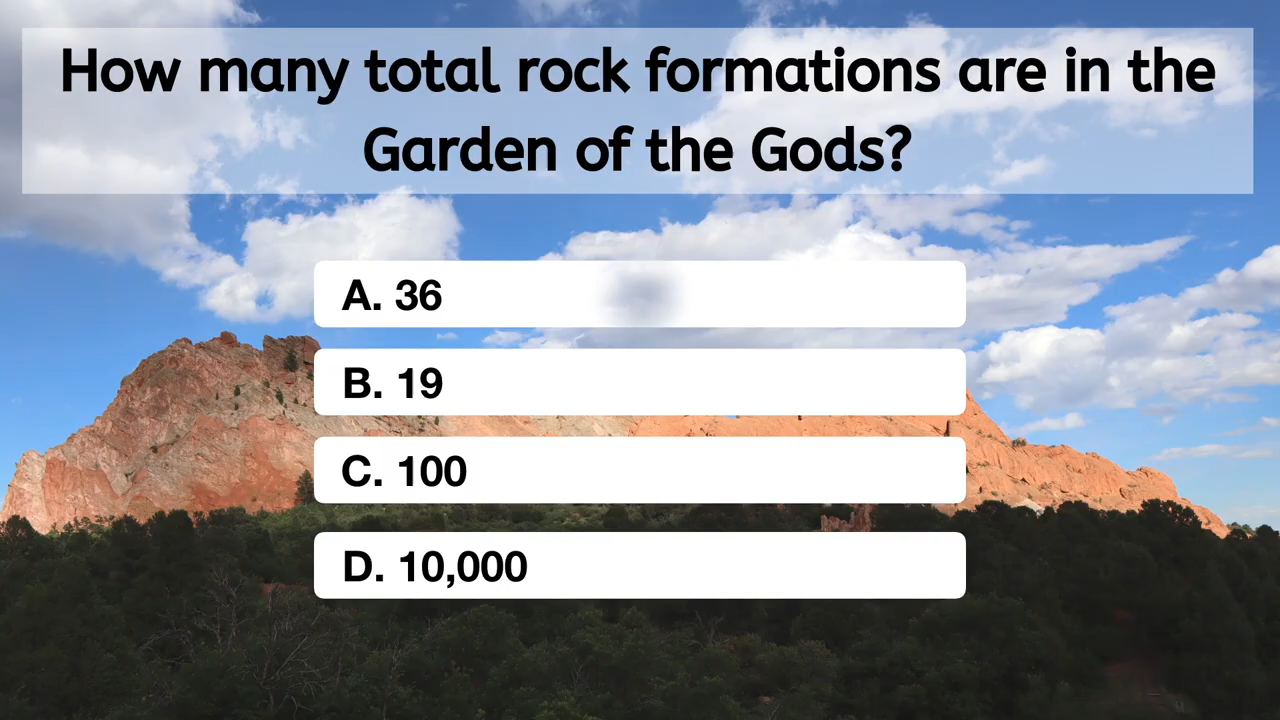 How many total rock formations are in the
Garden of the Gods?
A. 36
B. 19
C. 100
D. 10,000